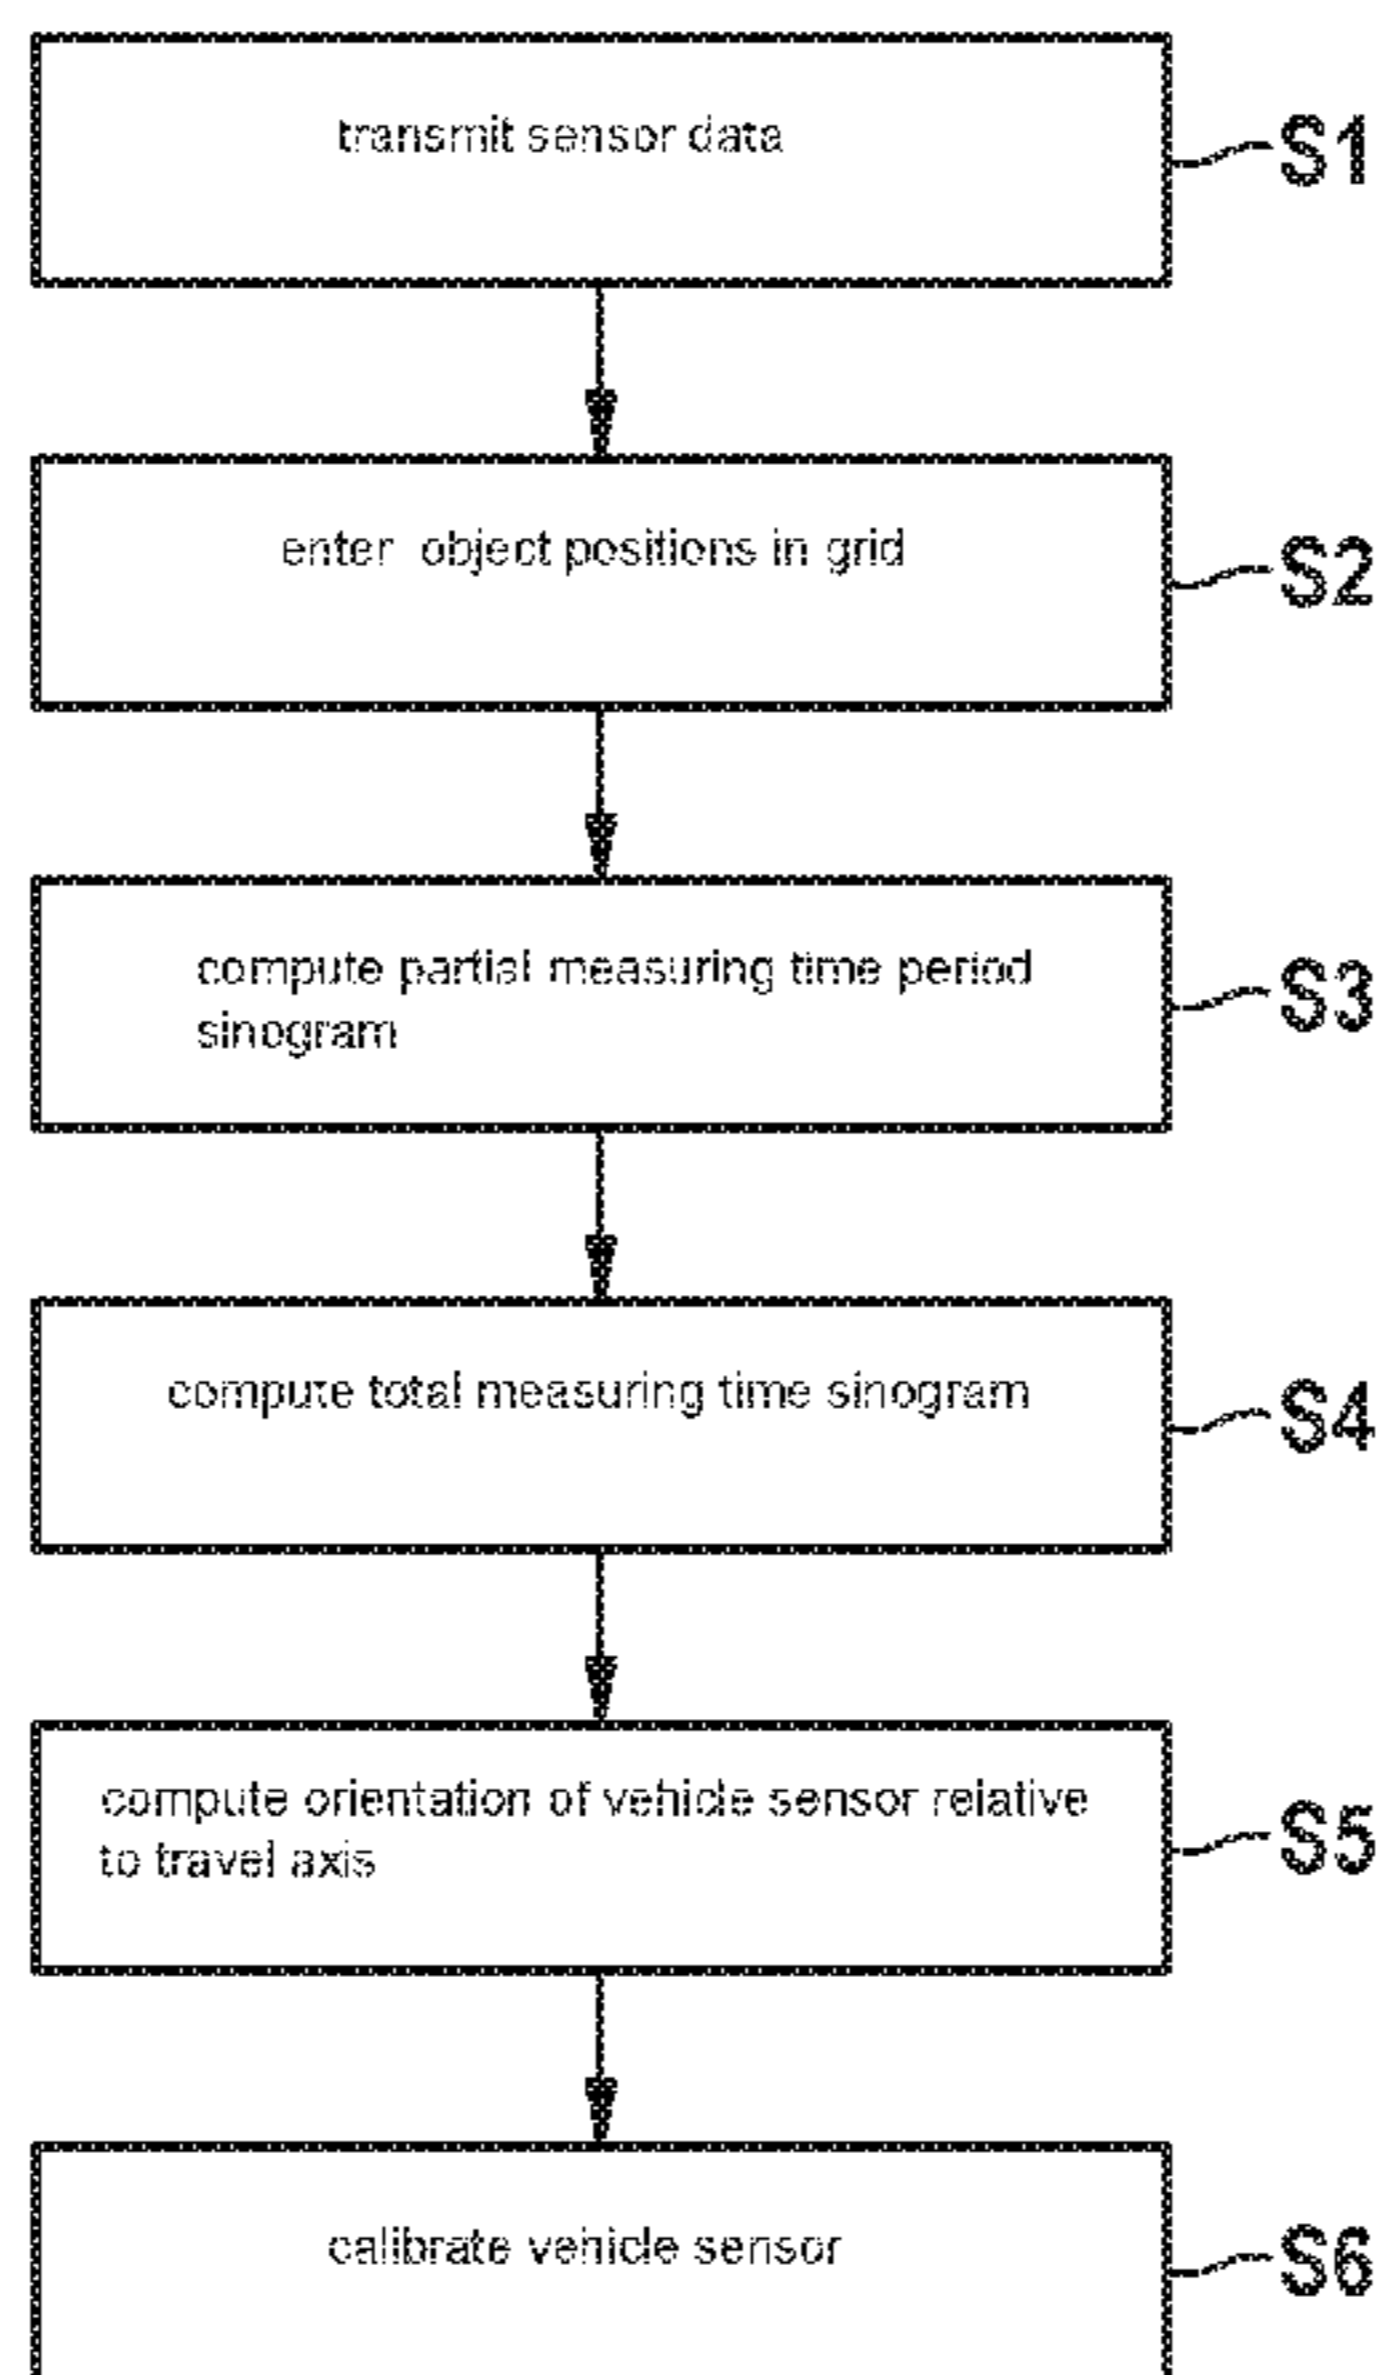 transmit sensor data
S1
enter object positions in grid
S2
compute partial measuring time period
sinogram
S3
compute total measuring time sinogram
S4
compute orientation of vehicle sensor relative
to travel axis
S5
calibrate vehicle sensor
S6